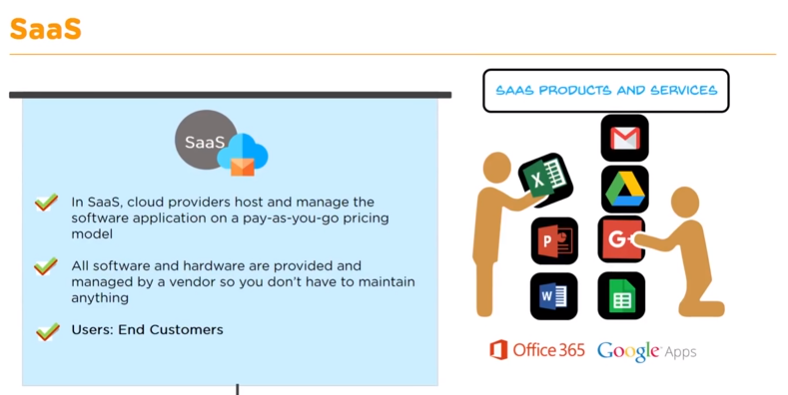 SaaS
SAAS PRODUCTS AND SERVICES
SaaS
In SaaS, cloud providers host and manage the
software application on a pay-as-you-go pricing
model
All software and hardware are provided and
managed by a vendor so you don't have to maintain
anything
Users: End Customers
X
P
G+
W
Office 365
Google Apps